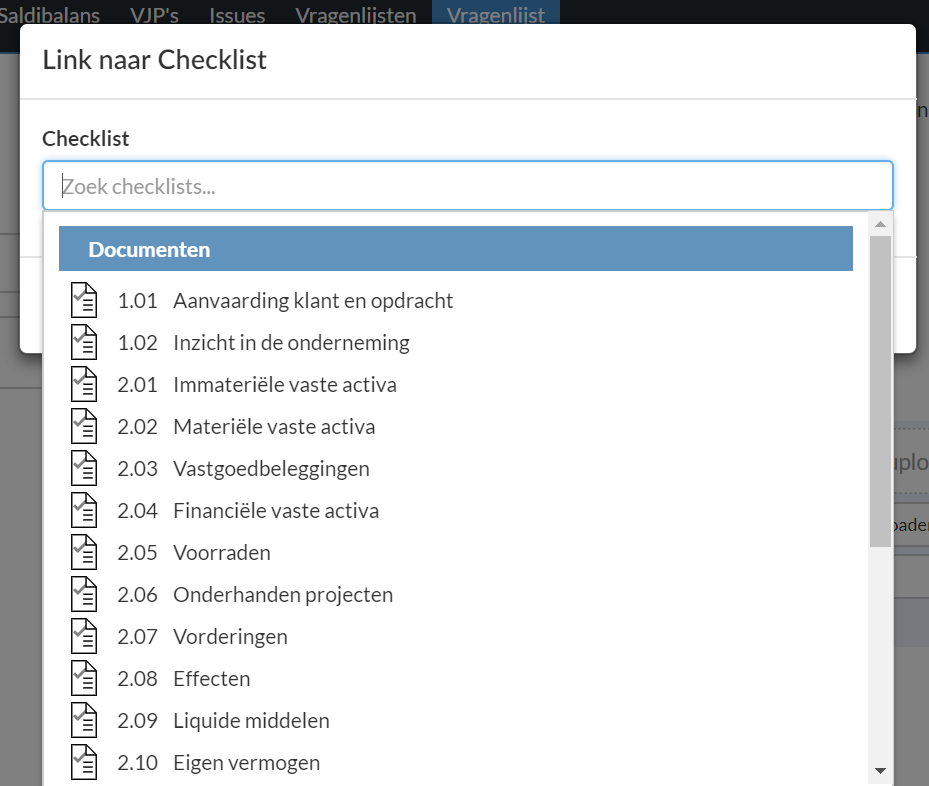 Saldibalans VJP's Issues Vragenlijsten Vragenlijst
Link naar Checklist
Checklist
Zoek checklists...
Documenten
1.01 Aanvaarding klant en opdracht
1.02 Inzicht in de onderneming
2.01 Immateriële vaste activa
2.02 Materiële vaste activa
2.03 Vastgoedbeleggingen
2.04 Financiële vaste activa
2.05 Voorraden
2.06 Onderhanden projecten
2.07 Vorderingen
2.08 Effecten
2.09 Liquide middelen
2.10 Eigen vermogen